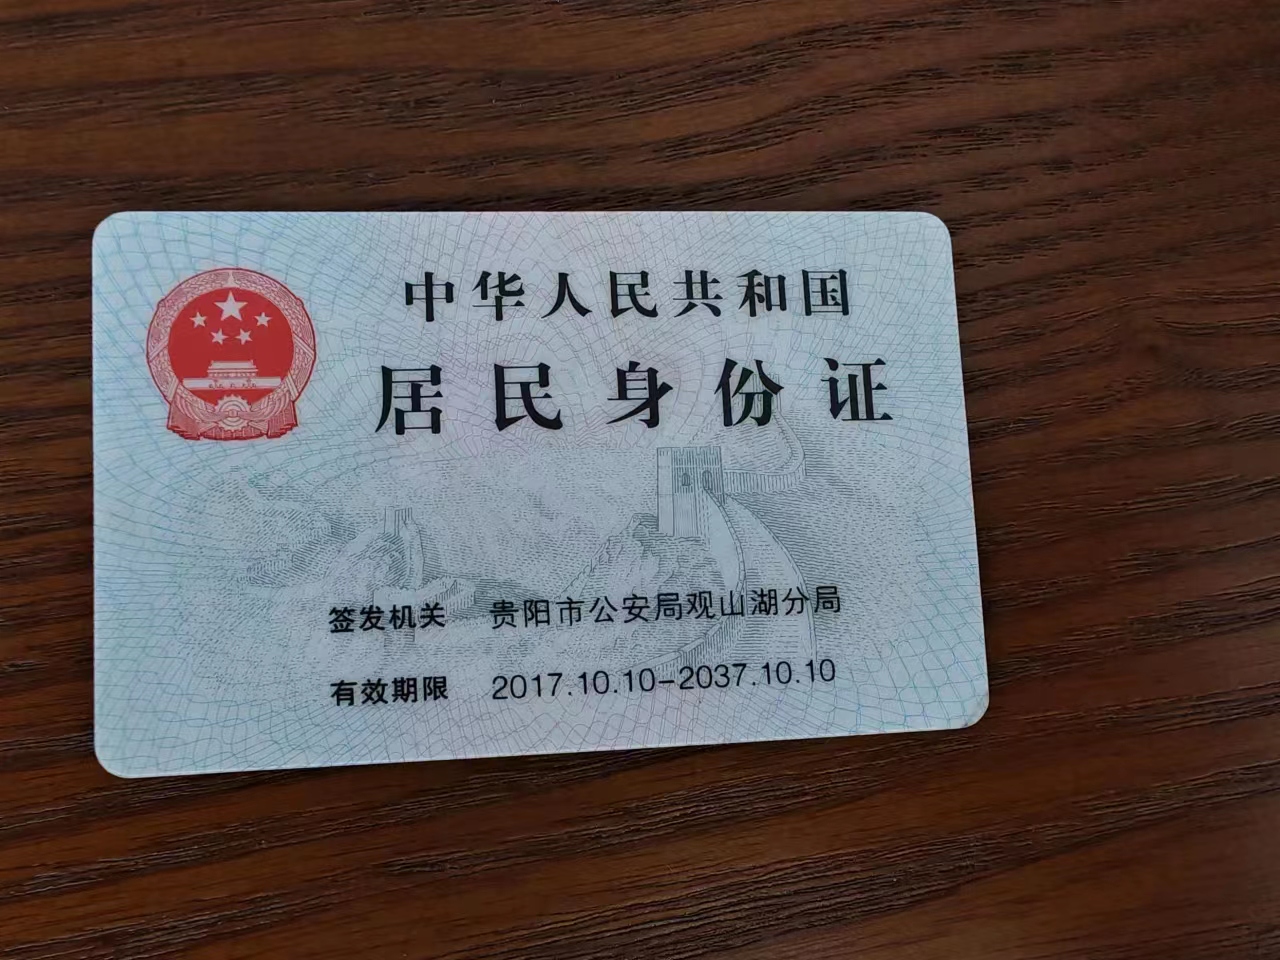 中华人民共和国
居民身份证
签发机关 贵阳市公安局观山湖分局
有效期限 2017.10.10-2037.10.10